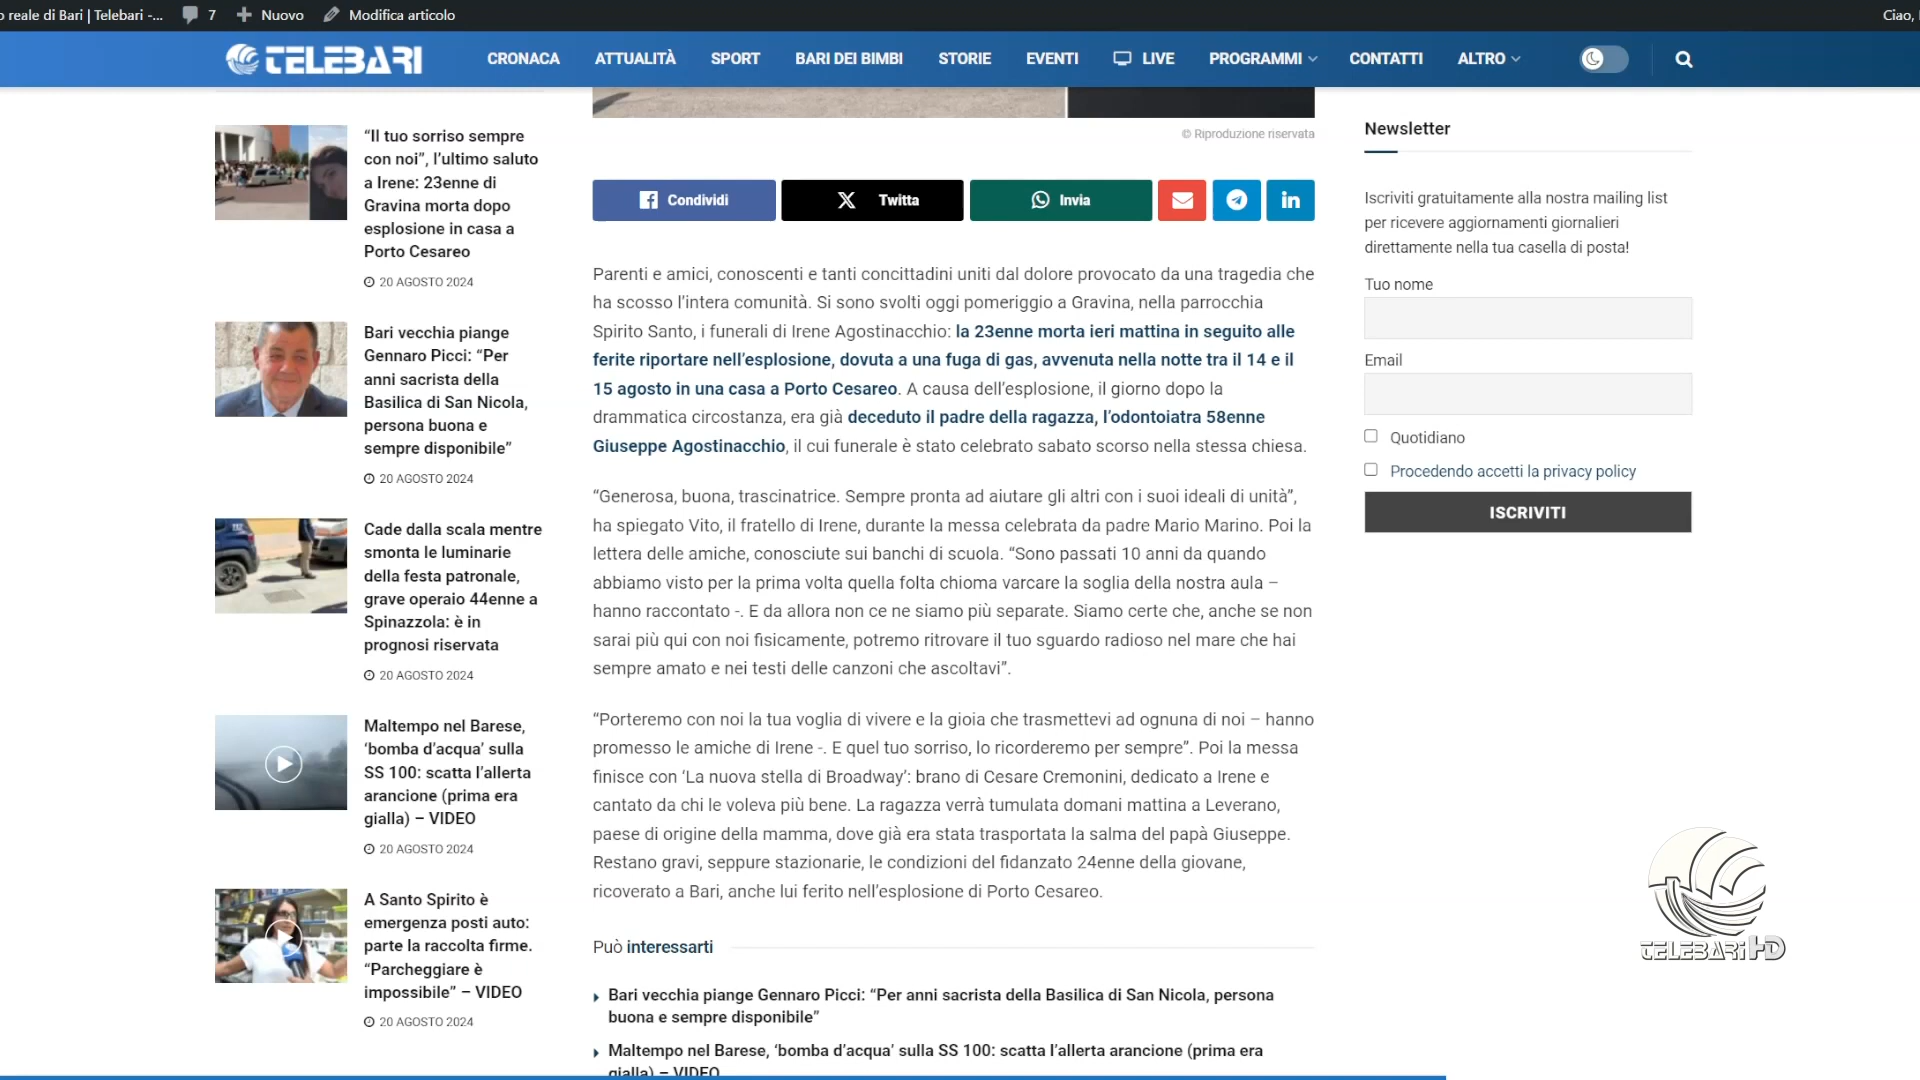 o reale di Bari | Telebari -... 7 Nuovo Modifica articolo Ciao,
TELEBARI CRONACA ATTUALITÀ SPORT BARI DEI BIMBI STORIE EVENTI LIVE PROGRAMMI CONTATTI ALTRO
“Il tuo sorriso sempre
con noi”, l’ultimo saluto
a Irene: 23enne di
Gravina morta dopo
esplosione in casa a
Porto Cesareo
20 AGOSTO 2024
Bari vecchia piange
Gennaro Picci: “Per
anni sacrista della
Basilica di San Nicola,
persona buona e
sempre disponibile”
20 AGOSTO 2024
Cade dalla scala mentre
smonta le luminarie
della festa patronale,
grave operaio 44enne a
Spinazzola: è in
prognosi riservata
20 AGOSTO 2024
Maltempo nel Barese,
‘bomba d’acqua’ sulla
SS 100: scatta l’allerta
arancione (prima era
gialla) – VIDEO
20 AGOSTO 2024
A Santo Spirito è
emergenza posti auto:
parte la raccolta firme.
“Parcheggiare è
impossibile” – VIDEO
20 AGOSTO 2024
© Riproduzione riservata
Condividi Twitta Invia
Parenti e amici, conoscenti e tanti concittadini uniti dal dolore provocato da una tragedia che
ha scosso l’intera comunità. Si sono svolti oggi pomeriggio a Gravina, nella parrocchia
Spirito Santo, i funerali di Irene Agostinacchio: la 23enne morta ieri mattina in seguito alle
ferite riportare nell’esplosione, dovuta a una fuga di gas, avvenuta nella notte tra il 14 e il
15 agosto in una casa a Porto Cesareo. A causa dell’esplosione, il giorno dopo la
drammatica circostanza, era già deceduto il padre della ragazza, l’odontoiatra 58enne
Giuseppe Agostinacchio, il cui funerale è stato celebrato sabato scorso nella stessa chiesa.
“Generosa, buona, trascinatrice. Sempre pronta ad aiutare gli altri con i suoi ideali di unità”,
ha spiegato Vito, il fratello di Irene, durante la messa celebrata da padre Mario Marino. Poi la
lettera delle amiche, conosciute sui banchi di scuola. “Sono passati 10 anni da quando
abbiamo visto per la prima volta quella folta chioma varcare la soglia della nostra aula –
hanno raccontato -. E da allora non ce ne siamo più separate. Siamo certe che, anche se non
sarai più qui con noi fisicamente, potremo ritrovare il tuo sguardo radioso nel mare che hai
sempre amato e nei testi delle canzoni che ascoltavi”.
“Porteremo con noi la tua voglia di vivere e la gioia che trasmettevi ad ognuna di noi – hanno
promesso le amiche di Irene -. E quel tuo sorriso, lo ricorderemo per sempre”. Poi la messa
finisce con ‘La nuova stella di Broadway’: brano di Cesare Cremonini, dedicato a Irene e
cantato da chi le voleva più bene. La ragazza verrà tumulata domani mattina a Leverano,
paese di origine della mamma, dove già era stata trasportata la salma del papà Giuseppe.
Restano gravi, seppure stazionarie, le condizioni del fidanzato 24enne della giovane,
ricoverato a Bari, anche lui ferito nell’esplosione di Porto Cesareo.
Può interessarti
Bari vecchia piange Gennaro Picci: “Per anni sacrista della Basilica di San Nicola, persona
buona e sempre disponibile”
Maltempo nel Barese, ‘bomba d’acqua’ sulla SS 100: scatta l’allerta arancione (prima era
gialla) – VIDEO
Newsletter
Iscriviti gratuitamente alla nostra mailing list
per ricevere aggiornamenti giornalieri
direttamente nella tua casella di posta!
Tuo nome
Email
Quotidiano
Procedendo accetti la privacy policy
ISCRIVITI
TELEBARI HD